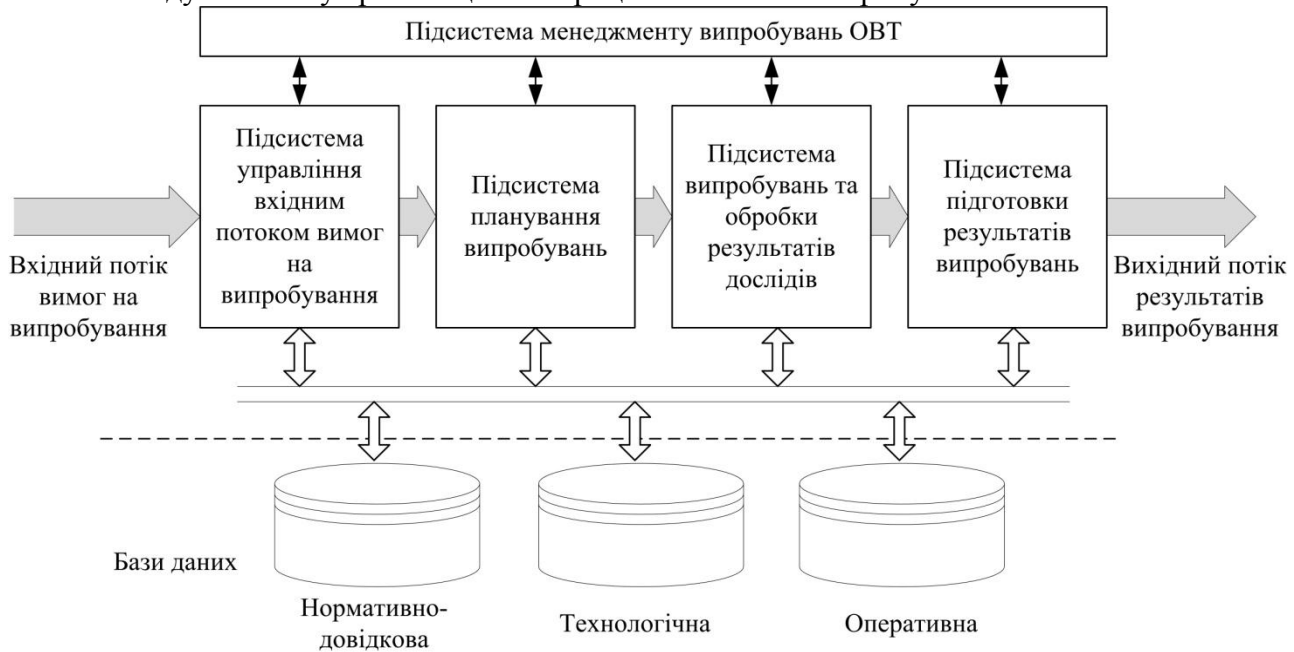 Підсистема менеджменту випробувань ОВТ
Підсистема
управління
вхідним
потоком вимог
на
випробування
Підсистема
планування
випробувань
Підсистема
випробувань та
обробки
результатів
дослідів
Підсистема
підготовки
результатів
випробувань
Вхідний потік
вимог на
випробування
Вихідний потік
результатів
випробування
Бази даних
Нормативно-
довідкова
Технологічна
Оперативна